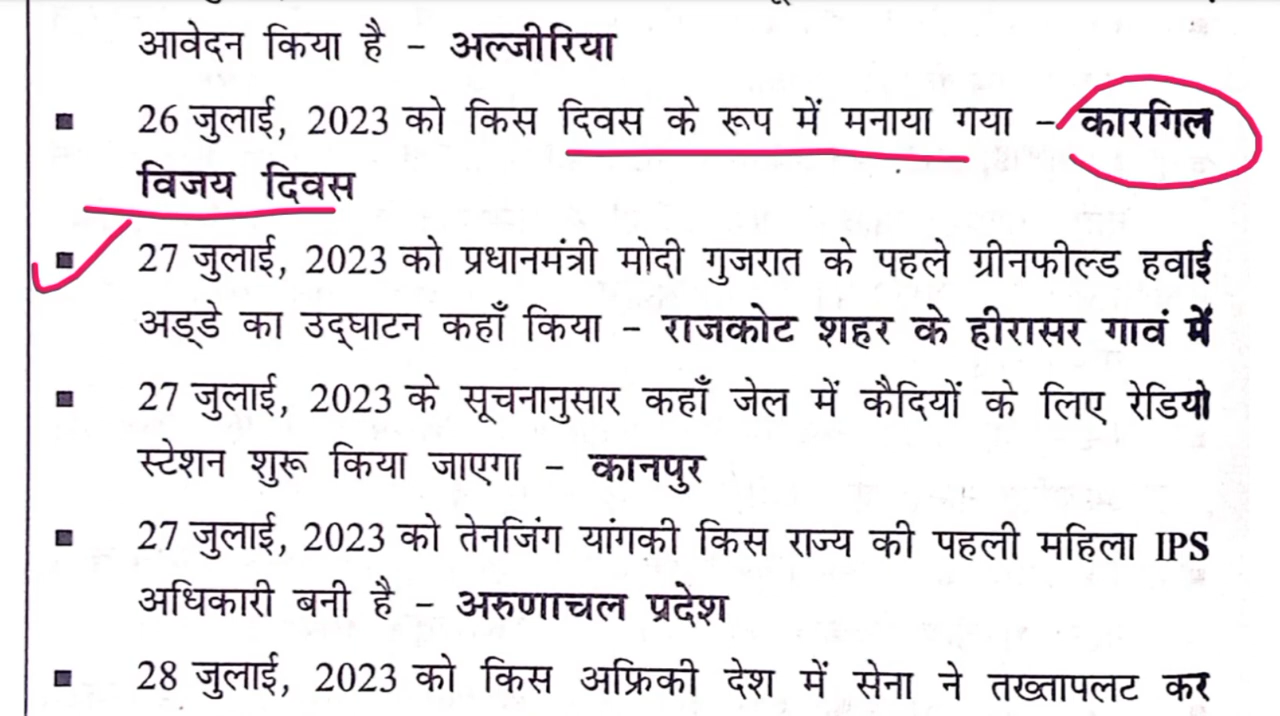 आवेदन किया है - अल्जीरिया
26 जुलाई, 2023 को किस दिवस के रूप में मनाया गया - कारगिल
विजय दिवस
27 जुलाई, 2023 को प्रधानमंत्री मोदी गुजरात के पहले ग्रीनफील्ड हवाई
अड्डे का उद्घाटन कहाँ किया - राजकोट शहर के हीरासर गावं में
27 जुलाई, 2023 के सूचनानुसार कहाँ जेल में कैदियों के लिए रेडियो
स्टेशन शुरू किया जाएगा - कानपुर
27 जुलाई, 2023 को तेनजिंग यांगकी किस राज्य की पहली महिला IPS
अधिकारी बनी है - अरुणाचल प्रदेश
28 जुलाई, 2023 को किस अफ्रिकी देश में सेना ने तख्तापलट कर